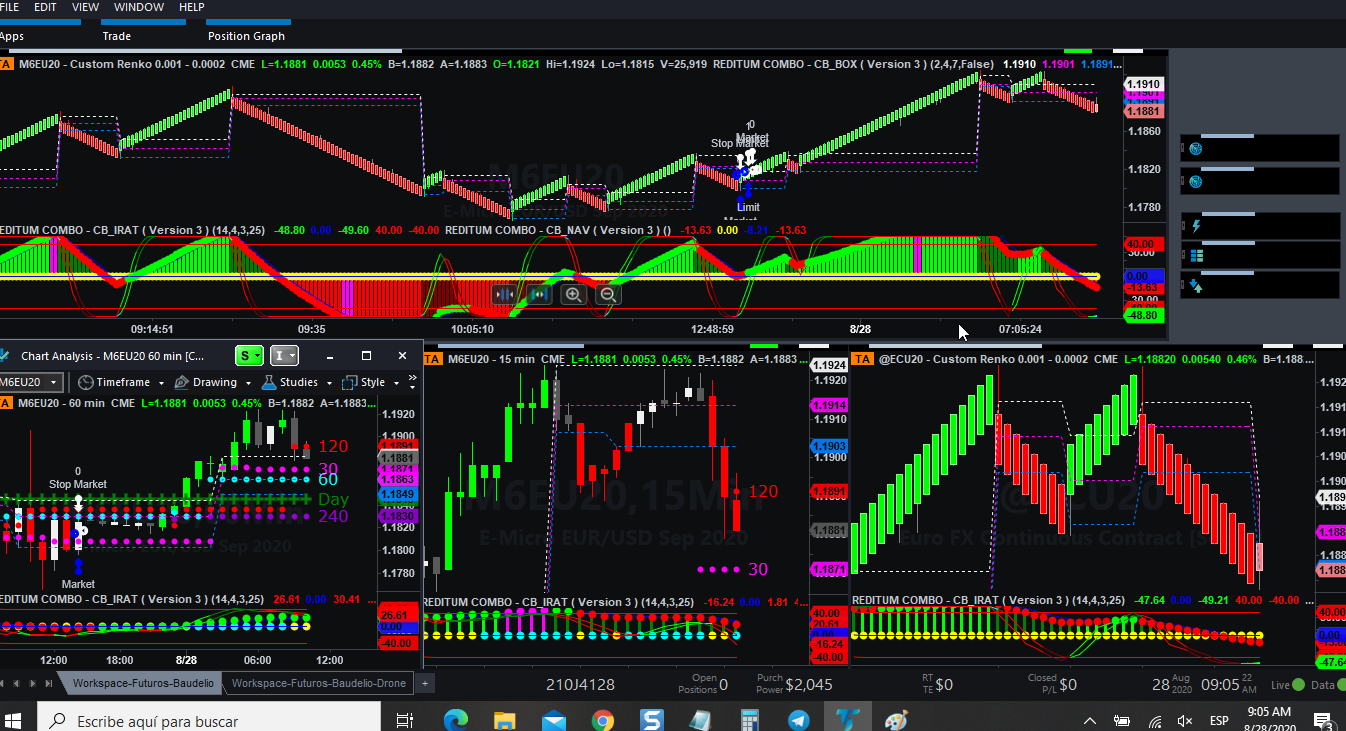 FILE EDIT VIEW WINDOW HELP
Apps Trade Position Graph
TA M6EU20 - Custom Renko 0.001 - 0.0002 CME L=1.1881 0.0053 0.45% B=1.1882 A=1.1883 O=1.1821 Hi=1.1924 Lo=1.1815 V=25,919 REDITUM COMBO - CB_BOX ( Version 3 ) (2,4,7,False) 1.1910 1.1901 1.1891...
1.1910
1.1901
1.1881
1.1860
1.1820
1.1780
0
Market
Stop Market
Limit
M6EU20
REDITUM COMBO - CB_IRAT ( Version 3 ) (14,4,3,25) -48.80 0.00 -49.60 40.00 -40.00 REDITUM COMBO - CB_NAV ( Version 3 ) () -13.63 0.00 -8.21 -13.63
40.00
30.00
0.00
-13.63
-30.00
-48.80
09:14:51 09:35 10:05:10 12:48:59 8/28 07:05:24
Chart Analysis - [M6EU20 60 min [C... S I
M6EU20 Timeframe Drawing Studies Style
TA M6EU20 - 60 min CME L=1.1881 0.0053 0.45% B=1.1882 A=1.1883...
1.1920
1.1900
1.1891
1.1881
1.1871
1.1863
1.1849
1.1830
1.1820
1.1800
1.1780
120
30
60
Day
240
0
Stop Market
Market
Sep 2020
REDITUM COMBO - CB_IRAT ( Version 3 ) (14,4,3,25) 26.61 0.00 30.41 ...
26.61
0.00
-40.00
12:00 18:00 8/28 06:00 12:00
TA M6EU20 - 15 min CME L=1.1881 0.0053 0.45% B=1.1882 A=1.1883...
1.1924
1.1920
1.1914
1.1910
1.1903
1.1900
1.1891
1.1881
1.1871
120
30
M6EU20,15Min
E-Micro EUR/USD Sep 2020
REDITUM COMBO - CB_IRAT ( Version 3 ) (14,4,3,25) -16.24 0.00 1.81 4...
40.00
20.61
0.00
-16.24
-40.00
TA @ECU20 - Custom Renko 0.001 - 0.0002 CME L=1.18820 0.00540 0.46% B=1.188...
Euro FX Continuous Contract [S
REDITUM COMBO - CB_IRAT ( Version 3 ) (14,4,3,25) -47.64 0.00 -49.21 40.00 -40.00 ...
40.00
0.00
-47.64
Workspace-Futuros-Baudelio Workspace-Futuros-Baudelio-Drone +
210J4128 Open Positions 0 Purch Power $2,045 RT TE $0 Closed P/L $0 28 Aug 2020 09:05 22 AM Live Data
Escribe aquí para buscar
ESP
9:05 AM
8/28/2020
3